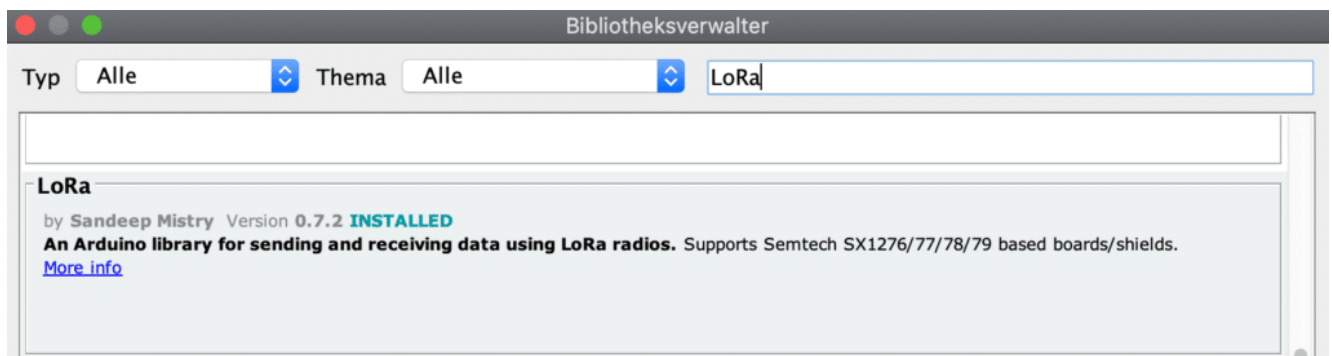 Bibliotheksverwalter
Typ Alle Thema Alle LoRa
LoRa
by Sandeep Mistry Version 0.7.2 INSTALLED
An Arduino library for sending and receiving data using LoRa radios. Supports Semtech SX1276/77/78/79 based boards/shields.
More info